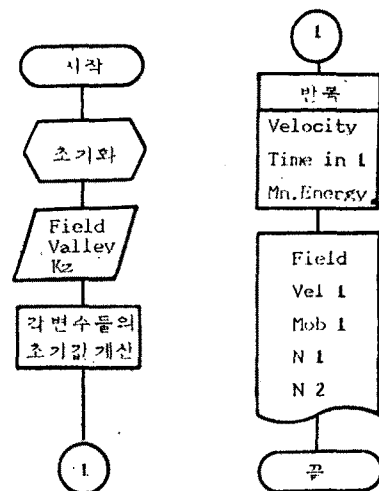 시작
초기화
Field
Valley
Kz
각변수들의
초기값 계산
1
1
반복
Velocity
Time in 1
Mn.Energy
Field
Vel 1
Mob 1
N 1
N 2
끝